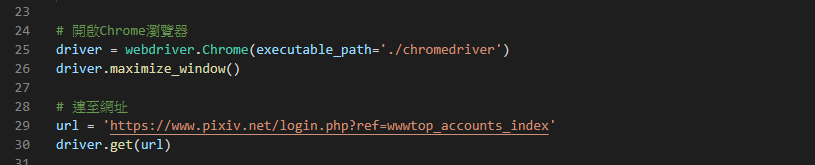 23
24 # 開啟Chrome瀏覽器
25 driver = webdriver.Chrome(executable_path='./chromedriver')
26 driver.maximize_window()
27
28 # 連至網址
29 url = 'https://www.pixiv.net/login.php?ref=wwwtop_accounts_index'
30 driver.get(url)
31